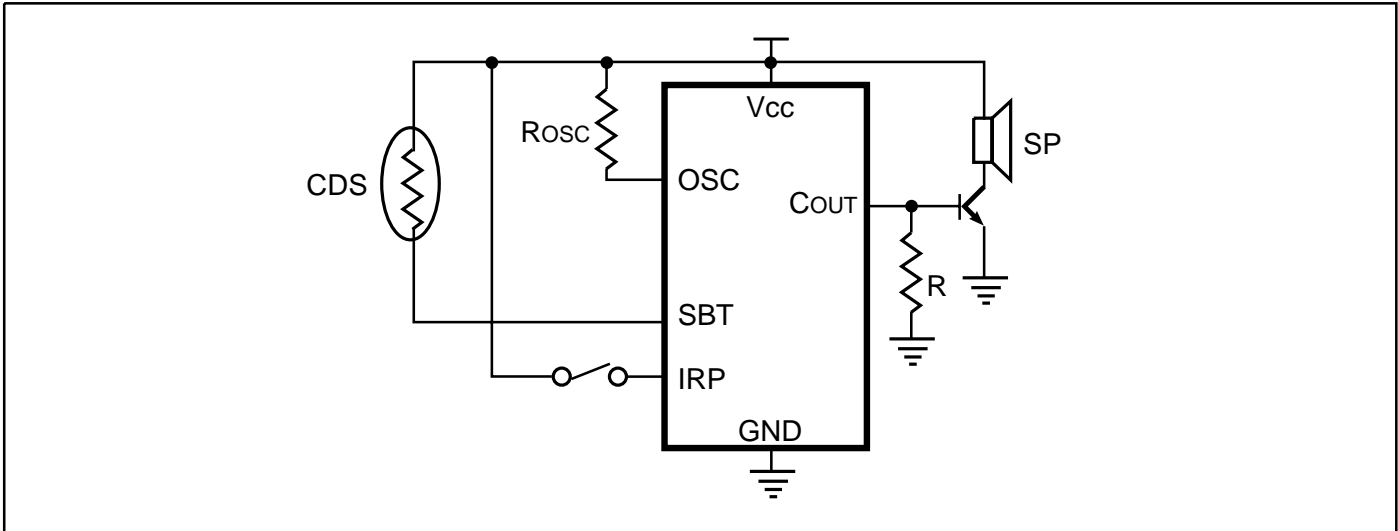 Vcc
ROSC
SP
CDS
OSC
COUT
R
SBT
IRP
GND